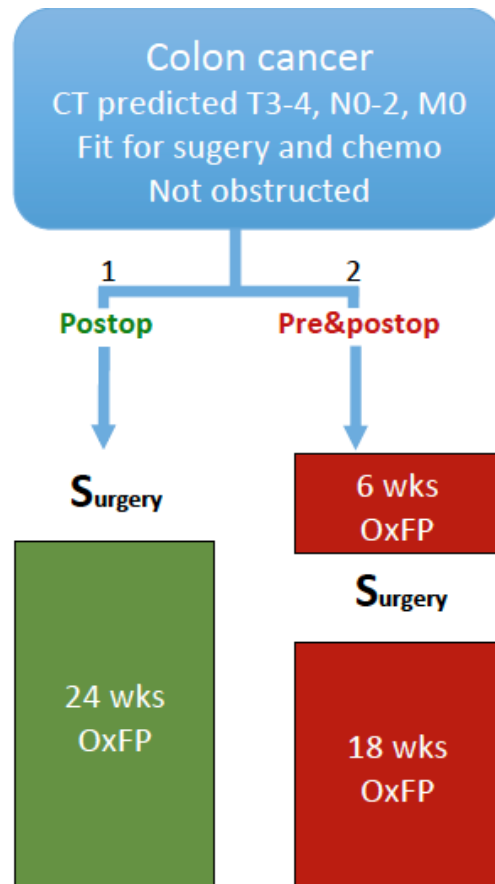 Colon cancer
CT predicted T3-4, N0-2, M0
Fit for sugery and chemo
Not obstructed
1
2
Postop
Pre&postop
Surgery
6 wks
OxFP
Surgery
24 wks
OxFP
18 wks
OxFP